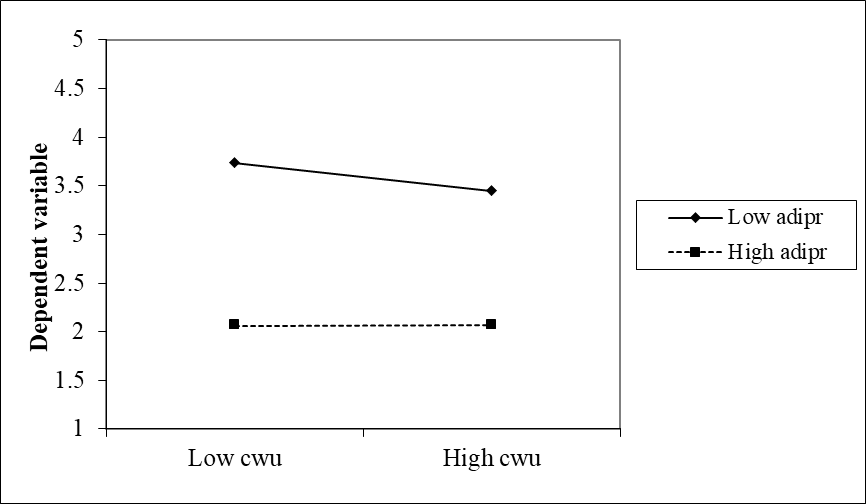 5
4.5
4
3.5
3
2.5
2
1.5
1
Dependent variable
Low cwu
High cwu
Low adipr
High adipr